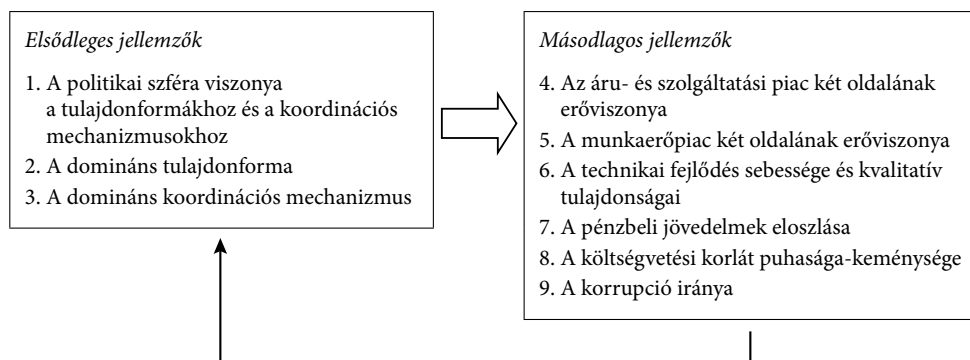 Elsődleges jellemzők
1. A politikai szféra viszonya
a tulajdonformákhoz és a koordinációs
mechanizmusokhoz
2. A domináns tulajdonforma
3. A domináns koordinációs mechanizmus
Másodlagos jellemzők
4. Az áru- és szolgáltatási piac két oldalának
erőviszonya
5. A munkaerőpiac két oldalának erőviszonya
6. A technikai fejlődés sebessége és kvalitatív
tulajdonságai
7. A pénzbeli jövedelmek eloszlása
8. A költségvetési korlát puhasága-keménysége
9. A korrupció iránya